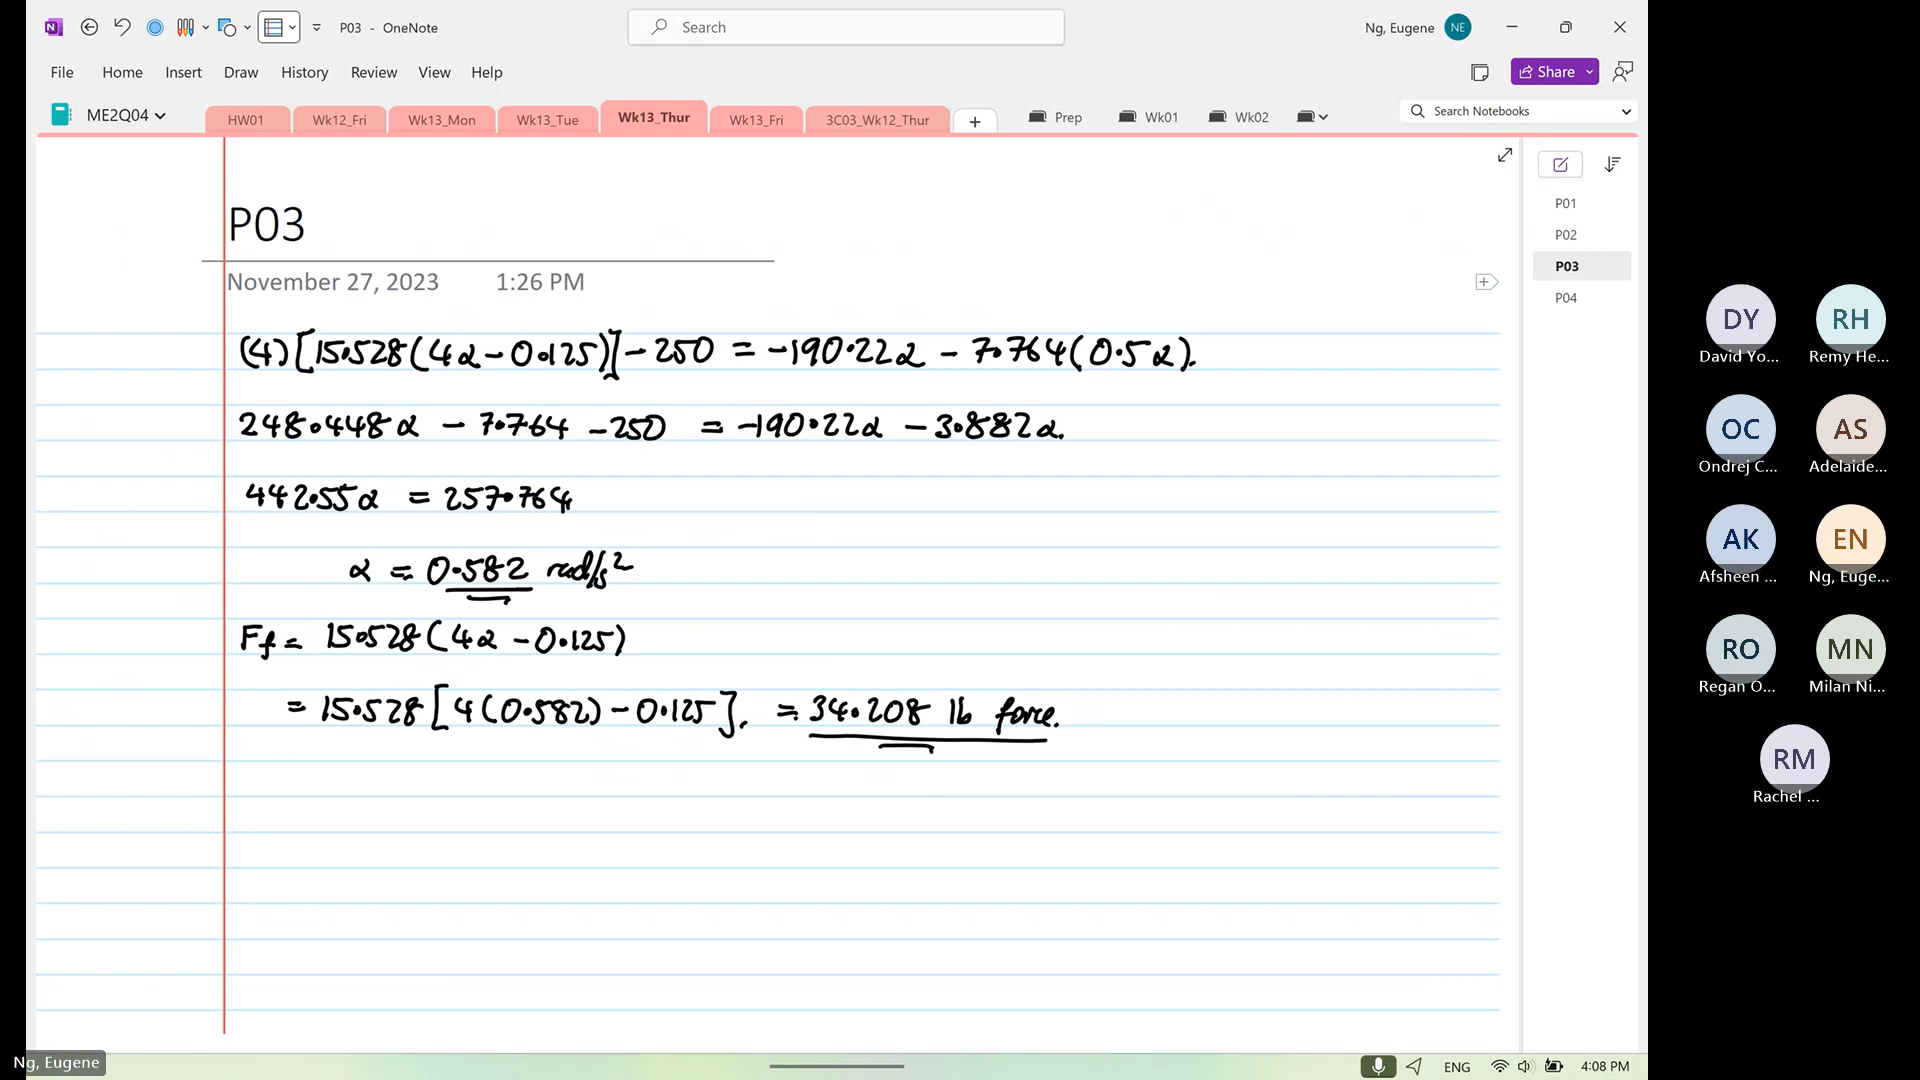 P03 - OneNote
Search
Ng, Eugene
NE
File Home Insert Draw History Review View Help
Share
ME2Q04
HW01 Wk12_Fri Wk13_Mon Wk13_Tue Wk13_Thur Wk13_Fri 3C03_Wk12_Thur + Prep Wk01 Wk02
Search Notebooks
P03
November 27, 2023 1:26 PM
(4)[15.528(4α-0.125)]-250 = -190.22α - 7.764(0.5α).
248.448α - 7.764 -250 = -190.22α - 3.882α.
442.55α = 257.764
α = 0.582 rad/s²
Ff = 15.528(4α -0.125)
= 15.528[4(0.582)-0.125]. = 34.208 lb force.
P01
P02
P03
P04
DY
David Yo...
RH
Remy He...
OC
Ondrej C...
AS
Adelaide...
AK
Afsheen ...
EN
Ng, Euge...
RO
Regan O...
MN
Milan Ni...
RM
Rachel ...
Ng, Eugene
ENG
4:08 PM